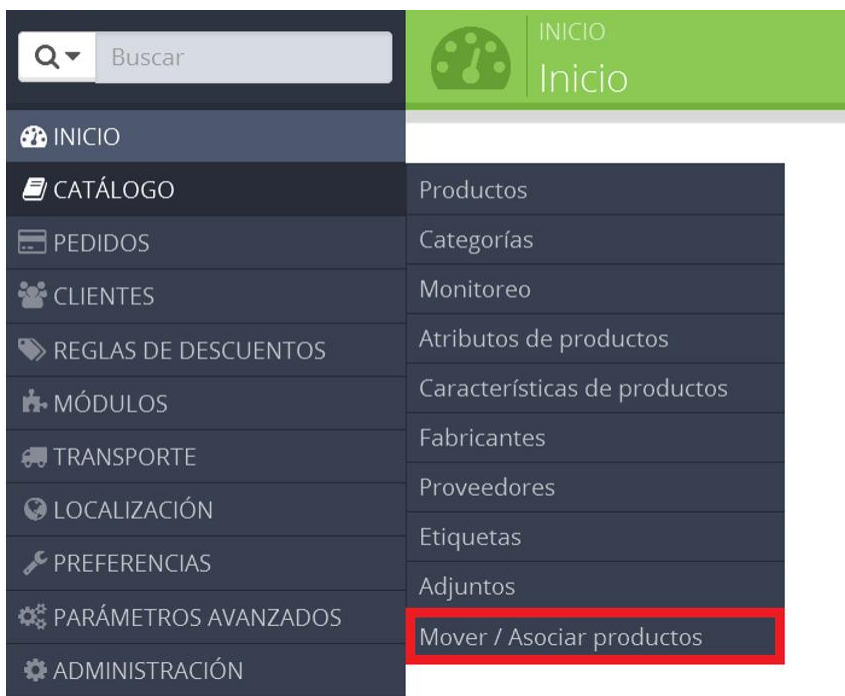 Buscar
INICIO
Inicio
INICIO
CATÁLOGO
PEDIDOS
CLIENTES
REGLAS DE DESCUENTOS
MÓDULOS
TRANSPORTE
LOCALIZACIÓN
PREFERENCIAS
PARÁMETROS AVANZADOS
ADMINISTRACIÓN
Productos
Categorías
Monitoreo
Atributos de productos
Características de productos
Fabricantes
Proveedores
Etiquetas
Adjuntos
Mover / Asociar productos